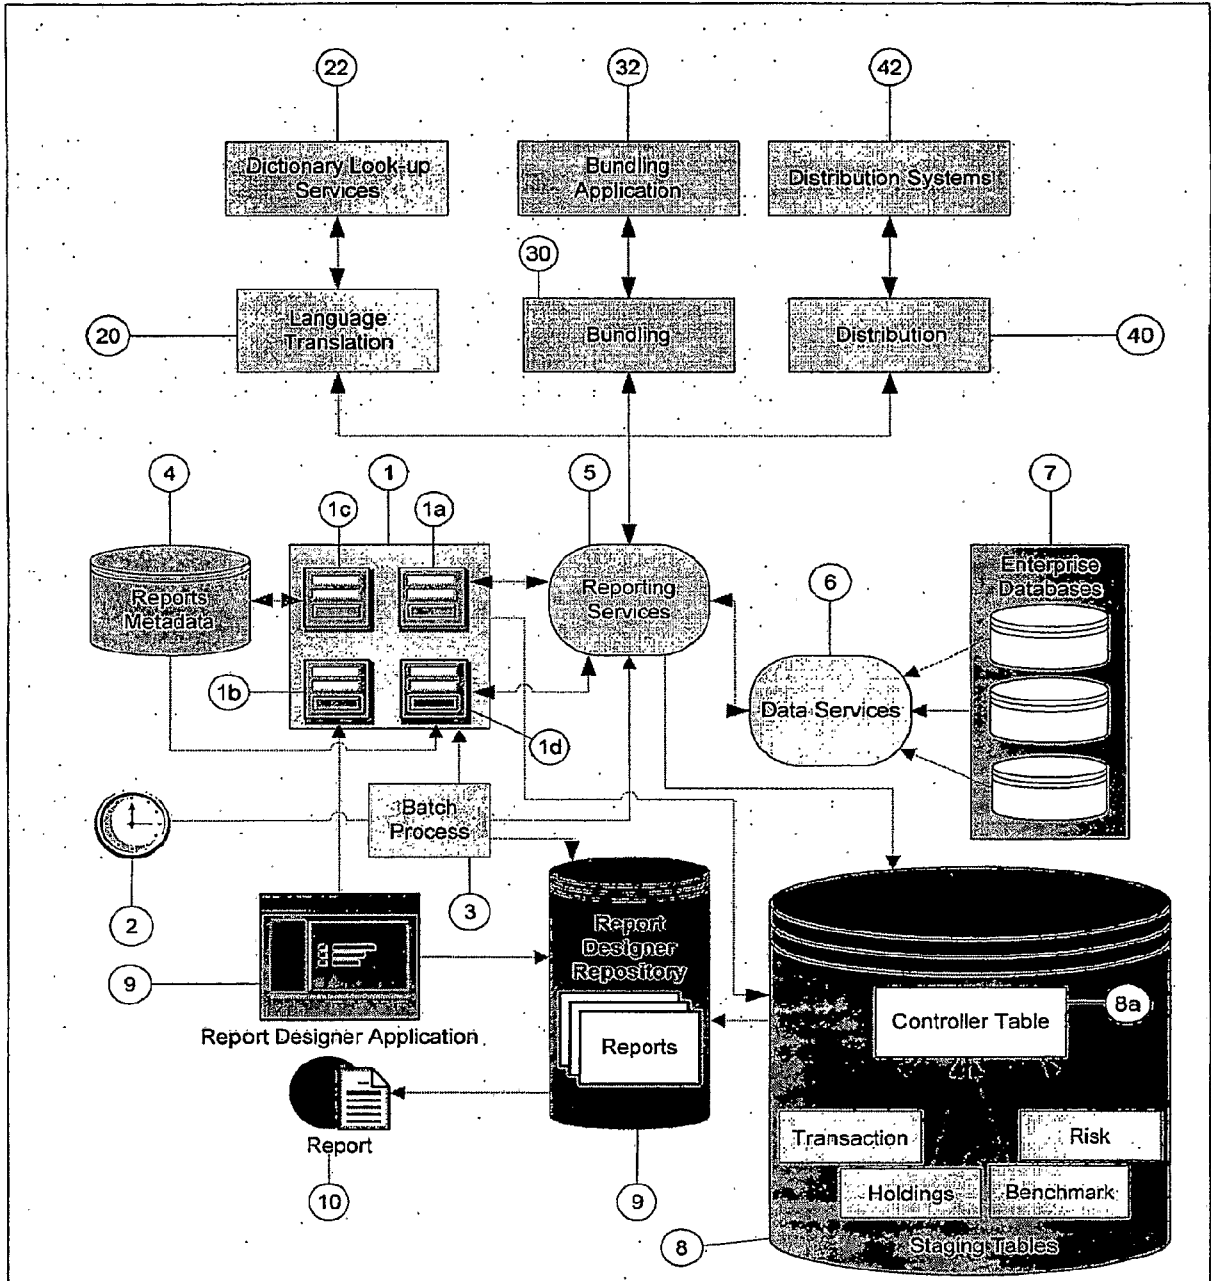 22
32
42
Dictionary Look-up
Services
Bundling
Application
Distribution Systems
30
20
Language
Translation
Bundling
Distribution
40
4
1
5
7
1c
1a
Reports
Metadata
Reporting
Services
6
Enterprise
Databases
1b
1d
Data Services
Batch
Process
2
3
9
Report Designer Application
Report
Designer
Repository
Reports
Controller Table
8a
Report
10
9
Transaction
Risk
Holdings
Benchmark
8
Staging Tables